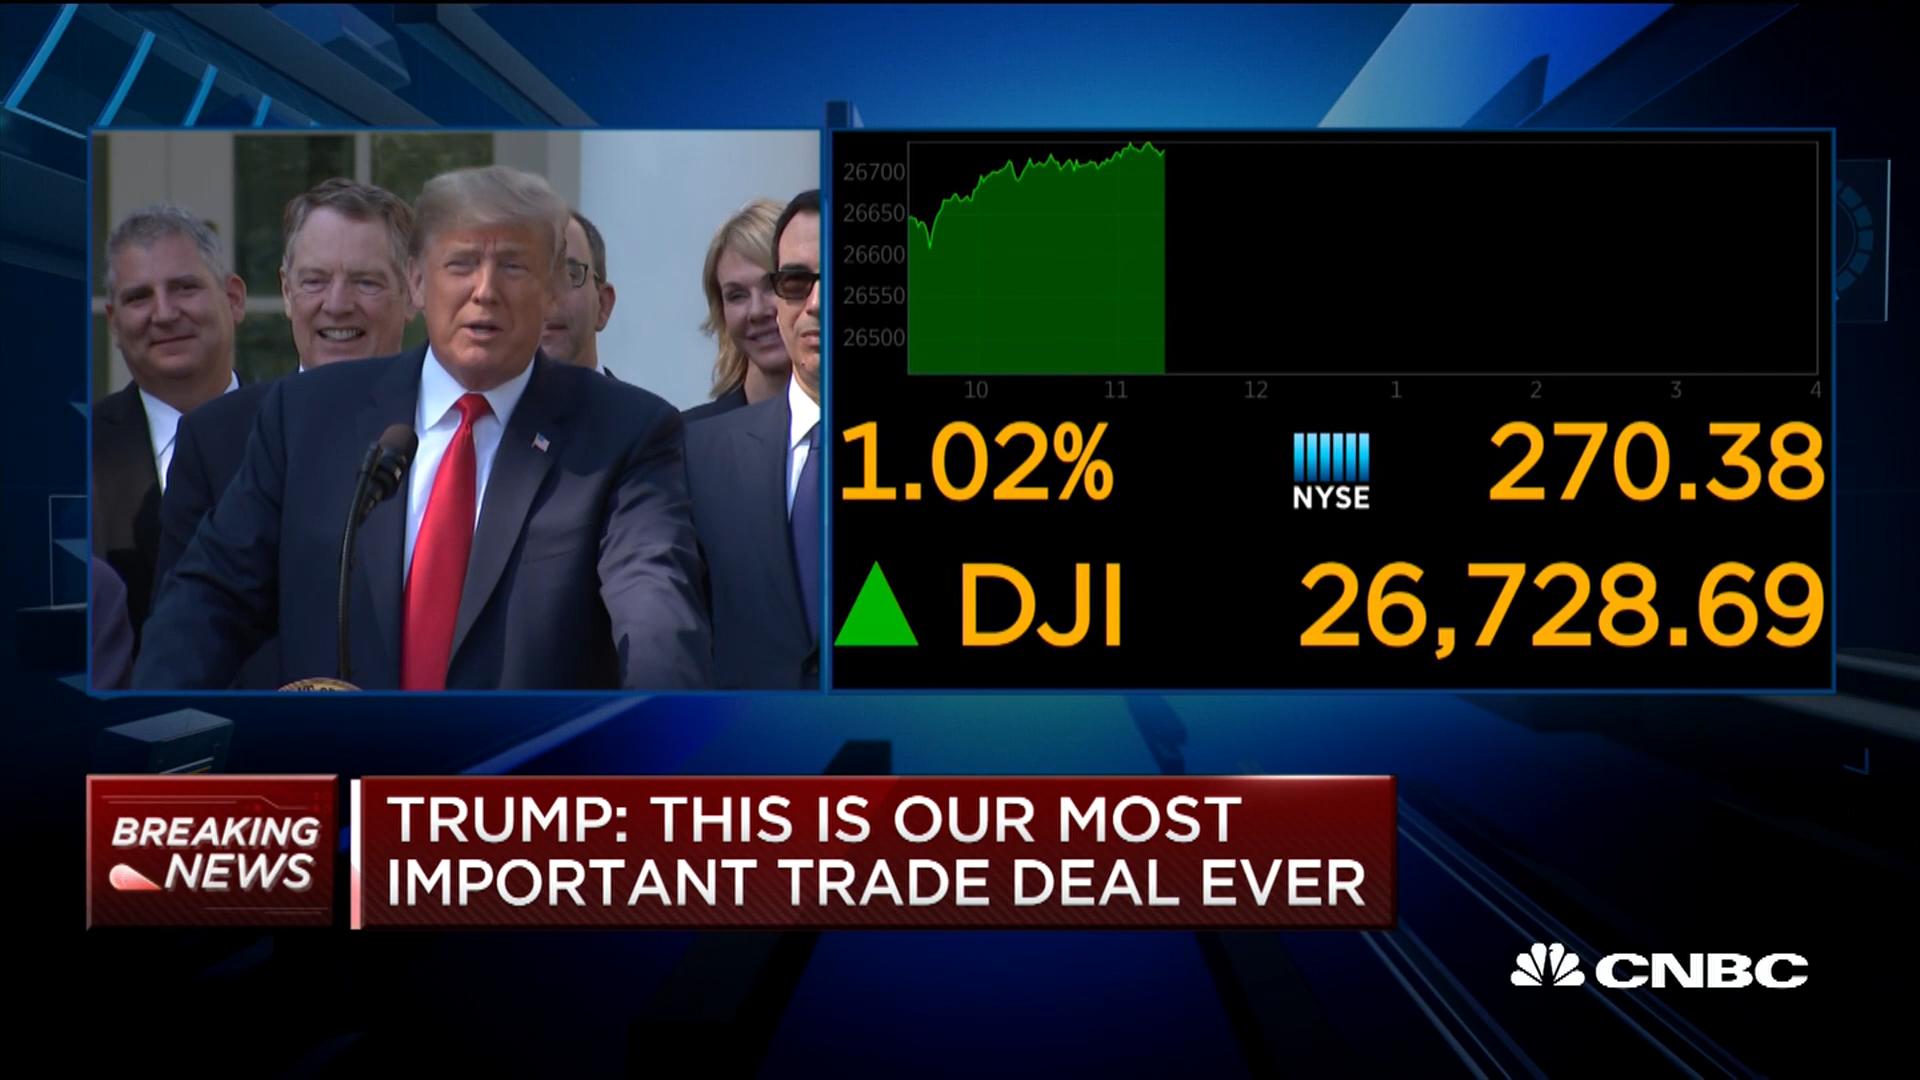 26700
26650
26600
26550
26500
10 11 12 1 2 3 4
1.02% NYSE 270.38
DJI 26,728.69
BREAKING
NEWS
TRUMP: THIS IS OUR MOST
IMPORTANT TRADE DEAL EVER
CNBC